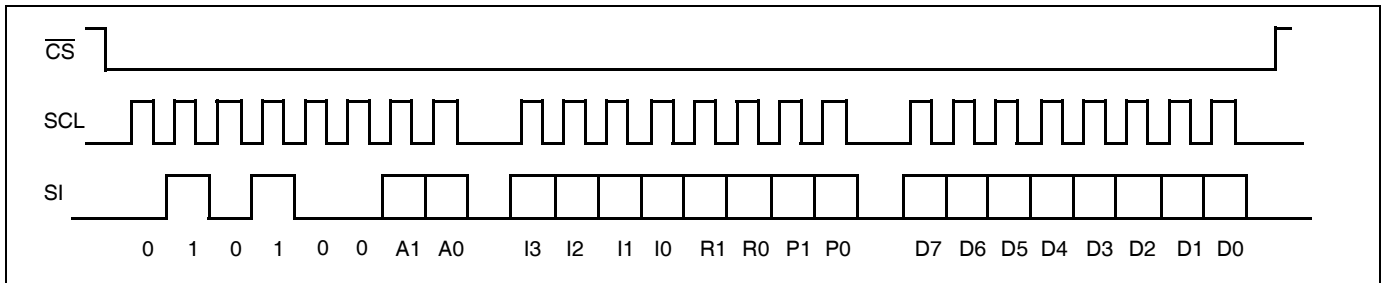 CS
SCL
SI
0 1 0 1 0 0 A1 A0 I3 I2 I1 I0 R1 R0 P1 P0 D7 D6 D5 D4 D3 D2 D1 D0